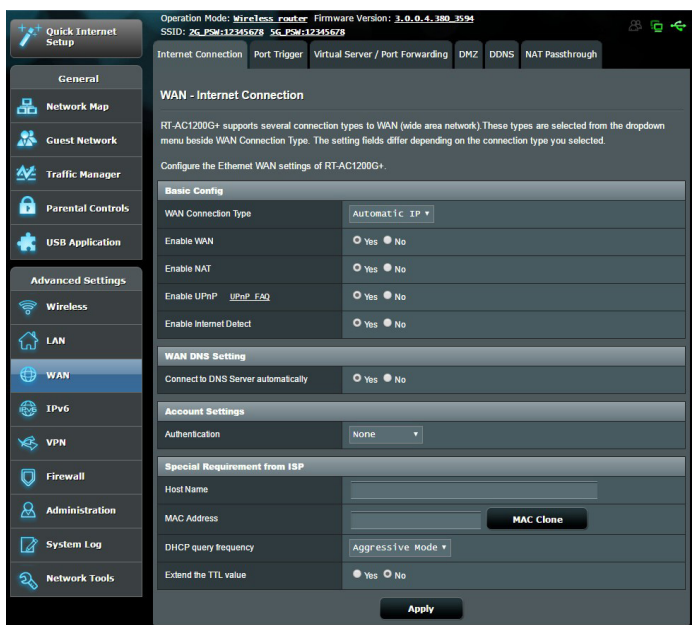 Quick Internet Setup
Operation Mode: Wireless router Firmware Version: 3.0.0.4.380_3594
SSID: 2G_PSW:12345678 5G_PSW:12345678
Internet Connection Port Trigger Virtual Server / Port Forwarding DMZ DDNS NAT Passthrough
General
Network Map
Guest Network
Traffic Manager
Parental Controls
USB Application
Advanced Settings
Wireless
LAN
WAN
IPv6
IPv6
VPN
Firewall
Administration
System Log
Network Tools
WAN - Internet Connection
RT-AC1200G+ supports several connection types to WAN (wide area network).These types are selected from the dropdown
menu beside WAN Connection Type. The setting fields differ depending on the connection type you selected.
Configure the Ethernet WAN settings of RT-AC1200G+.
Basic Config
WAN Connection Type Automatic IP
Enable WAN Yes No
Enable NAT Yes No
Enable UPnP UPnP FAQ Yes No
Enable Internet Detect Yes No
WAN DNS Setting
Connect to DNS Server automatically Yes No
Account Settings
Authentication None
Special Requirement from ISP
Host Name
MAC Address MAC Clone
DHCP query frequency Aggressive Mode
Extend the TTL value Yes No
Apply